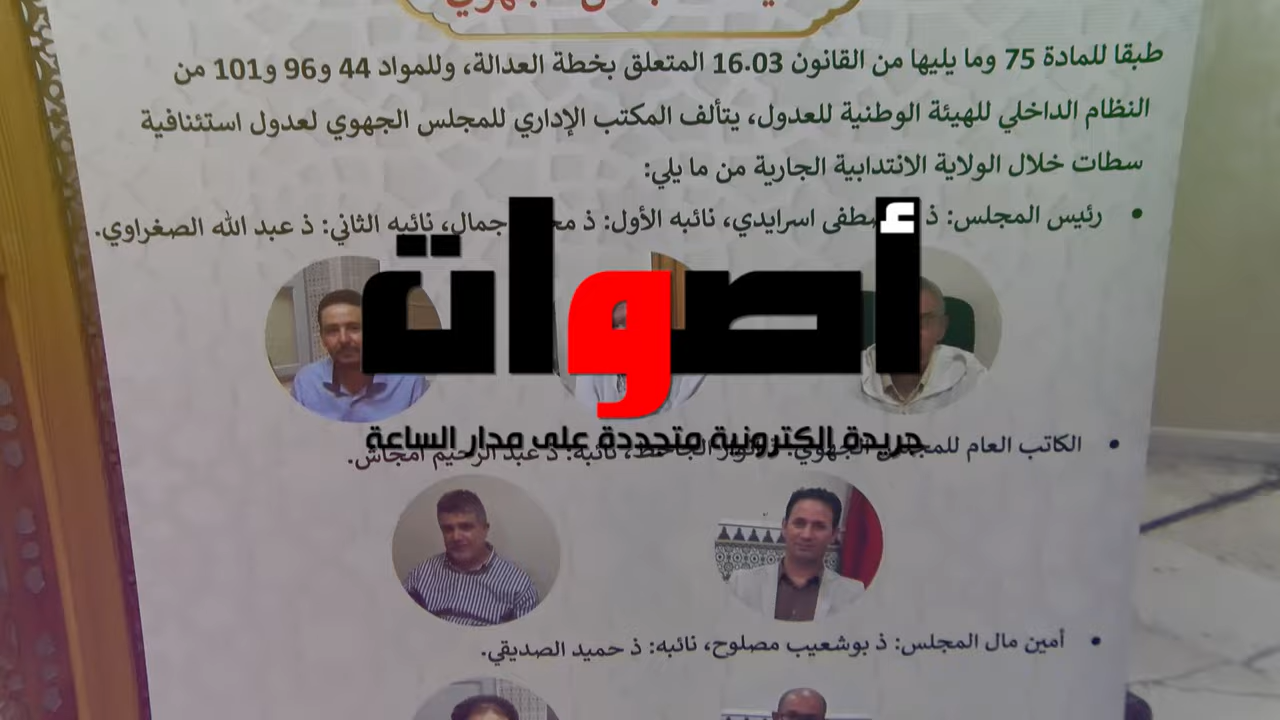 طبقا للمادة 75 وما يليها من القانون 16.03 المتعلق بخطة العدالة، وللمواد 44 و96 و101 من
النظام الداخلي للهيئة الوطنية للعدول، يتألف المكتب الإداري للمجلس الجهوي لعدول استئنافية
سطات خلال الولاية الانتدابية الجارية من ما يلي:
• رئيس المجلس: ذ اسرايدي، نائبه الأول: ذ جمال، نائبه الثاني: ذ عبد الله الصغراوي.
أصوات
جريدة إلكترونية متجددة على مدار الساعة
• الكاتب العام للمجلس الجهوي: نائبه: ذ عبد الرحيم امجاش.
• أمين مال المجلس: ذ بوشعيب مصلوح، نائبه: ذ حميد الصديقي.